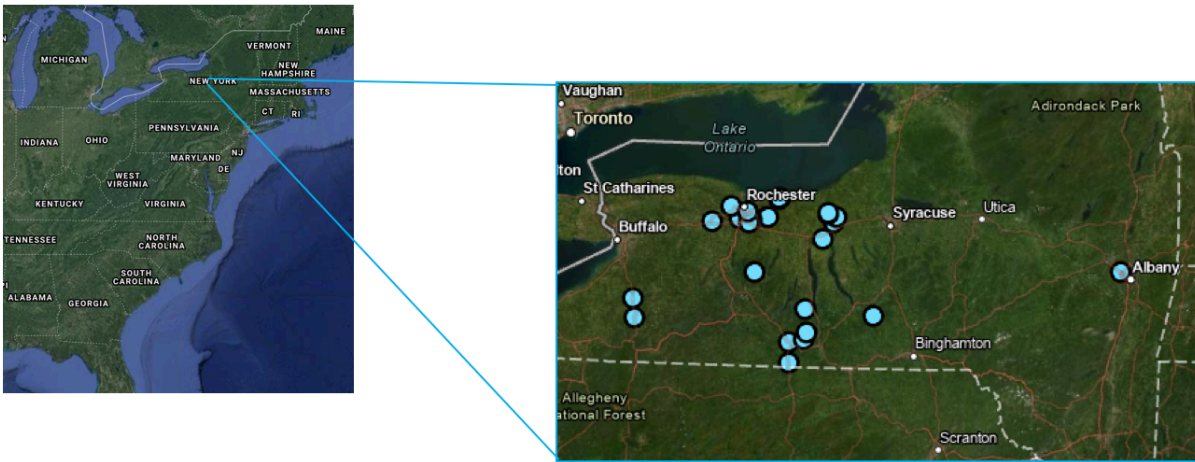 MAINE
N
VERMONT
MICHIGAN
NEW
HAMPSHIRE
NEW YORK
MASSACHUSETTS
CT
RI
PENNSYLVANIA
INDIANA
OHIO
NJ
MARYLAND
DE
WEST
VIRGINIA
KENTUCKY
VIRGINIA
TENNESSEE
NORTH
CAROLINA
SOUTH
CAROLINA
PI
ALABAMA
GEORGIA
Vaughan
Toronto
Adirondack Park
Lake
Ontario
ton
St Catharines
Rochester
Buffalo
Syracuse
Utica
Albany
Binghamton
Allegheny
ational Forest
Scranton